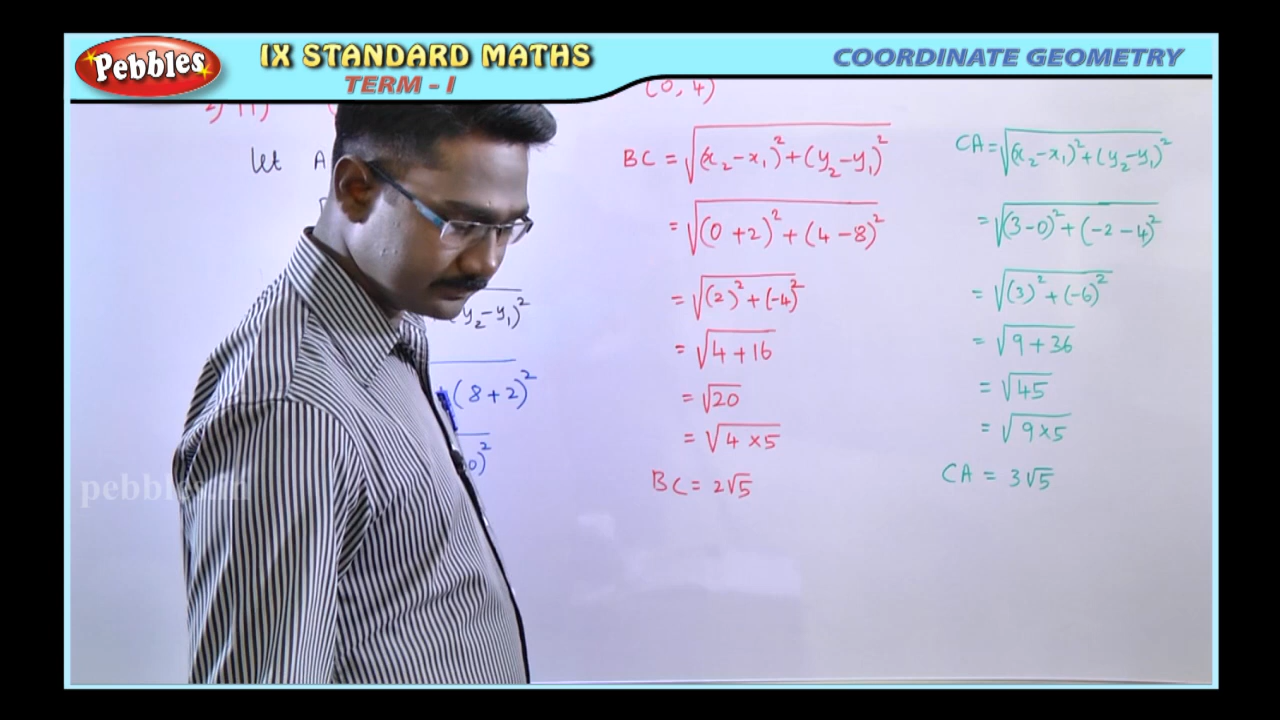 Pebbles
IX STANDARD MATHS
TERM - I
COORDINATE GEOMETRY
2) (0, 4)
Let A
(y₂-y₁)²
+(8+2)²
0)²
BC = √(x₂-x₁)²+(y₂-y₁)²
= √(0+2)²+(4-8)²
= √(2)²+(-4)²
= √4+16
= √20
= √4×5
BC = 2√5
CA = √(x₂-x₁)²+(y₂-y₁)²
= √(3-0)²+(-2-4)²
= √(3)²+(-6)²
= √9+36
= √45
= √9×5
CA = 3√5